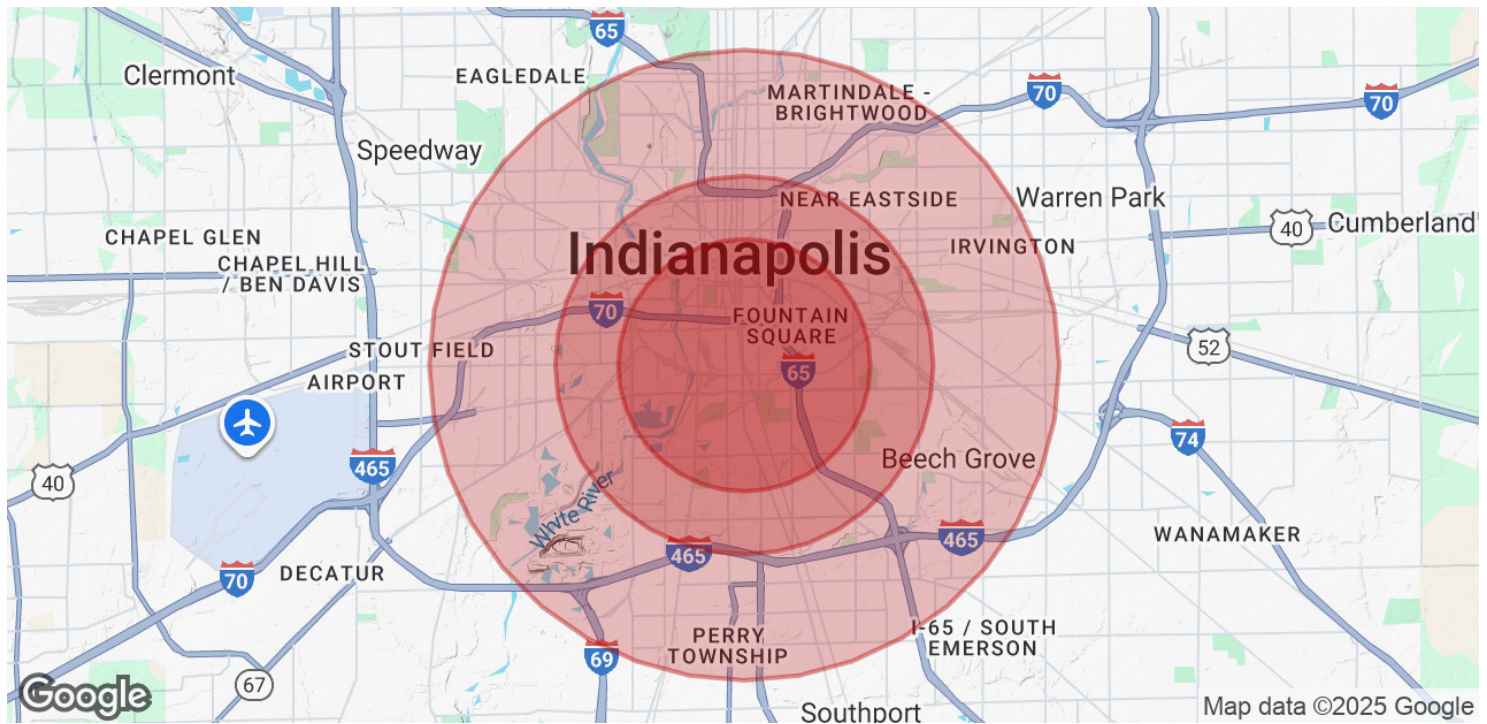 65
Clermont
EAGLEDALE
MARTINDALE -
BRIGHTWOOD
70
70
Speedway
NEAR EASTSIDE
Warren Park
40
Cumberland
CHAPEL GLEN
Indianapolis
IRVINGTON
CHAPEL HILL
/ BEN DAVIS
70
FOUNTAIN
SQUARE
52
STOUT FIELD
AIRPORT
65
74
Beech Grove
465
40
White River
WANAMAKER
465
465
70
DECATUR
PERRY
TOWNSHIP
I-65 / SOUTH
EMERSON
69
67
Google
Southport
Map data ©2025 Google